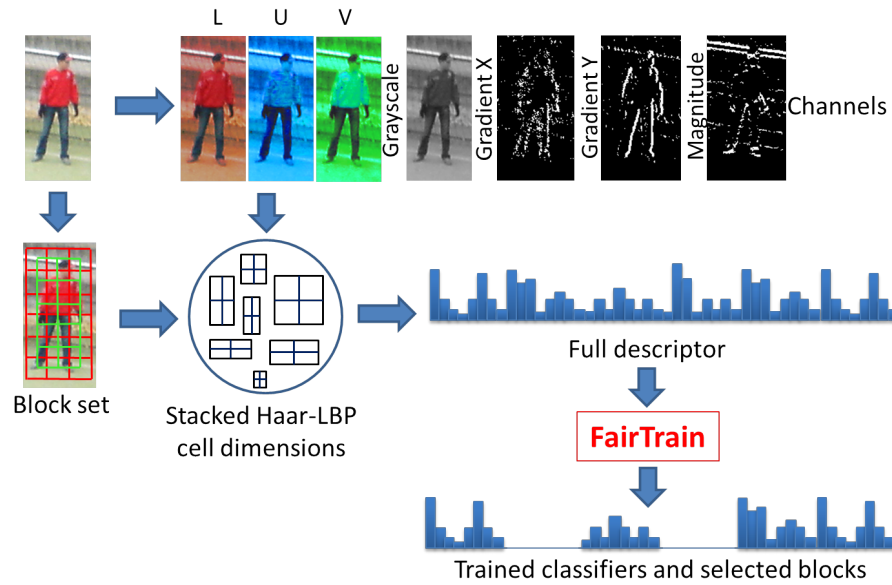 L U V
Grayscale
Gradient X
Gradient Y
Magnitude
Channels
Block set
Stacked Haar-LBP
cell dimensions
Full descriptor
FairTrain
Trained classifiers and selected blocks